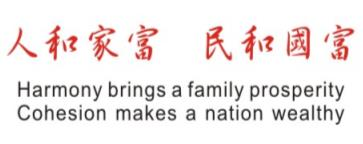 人和家富 民和國富
Harmony brings a family prosperity
Cohesion makes a nation wealthy